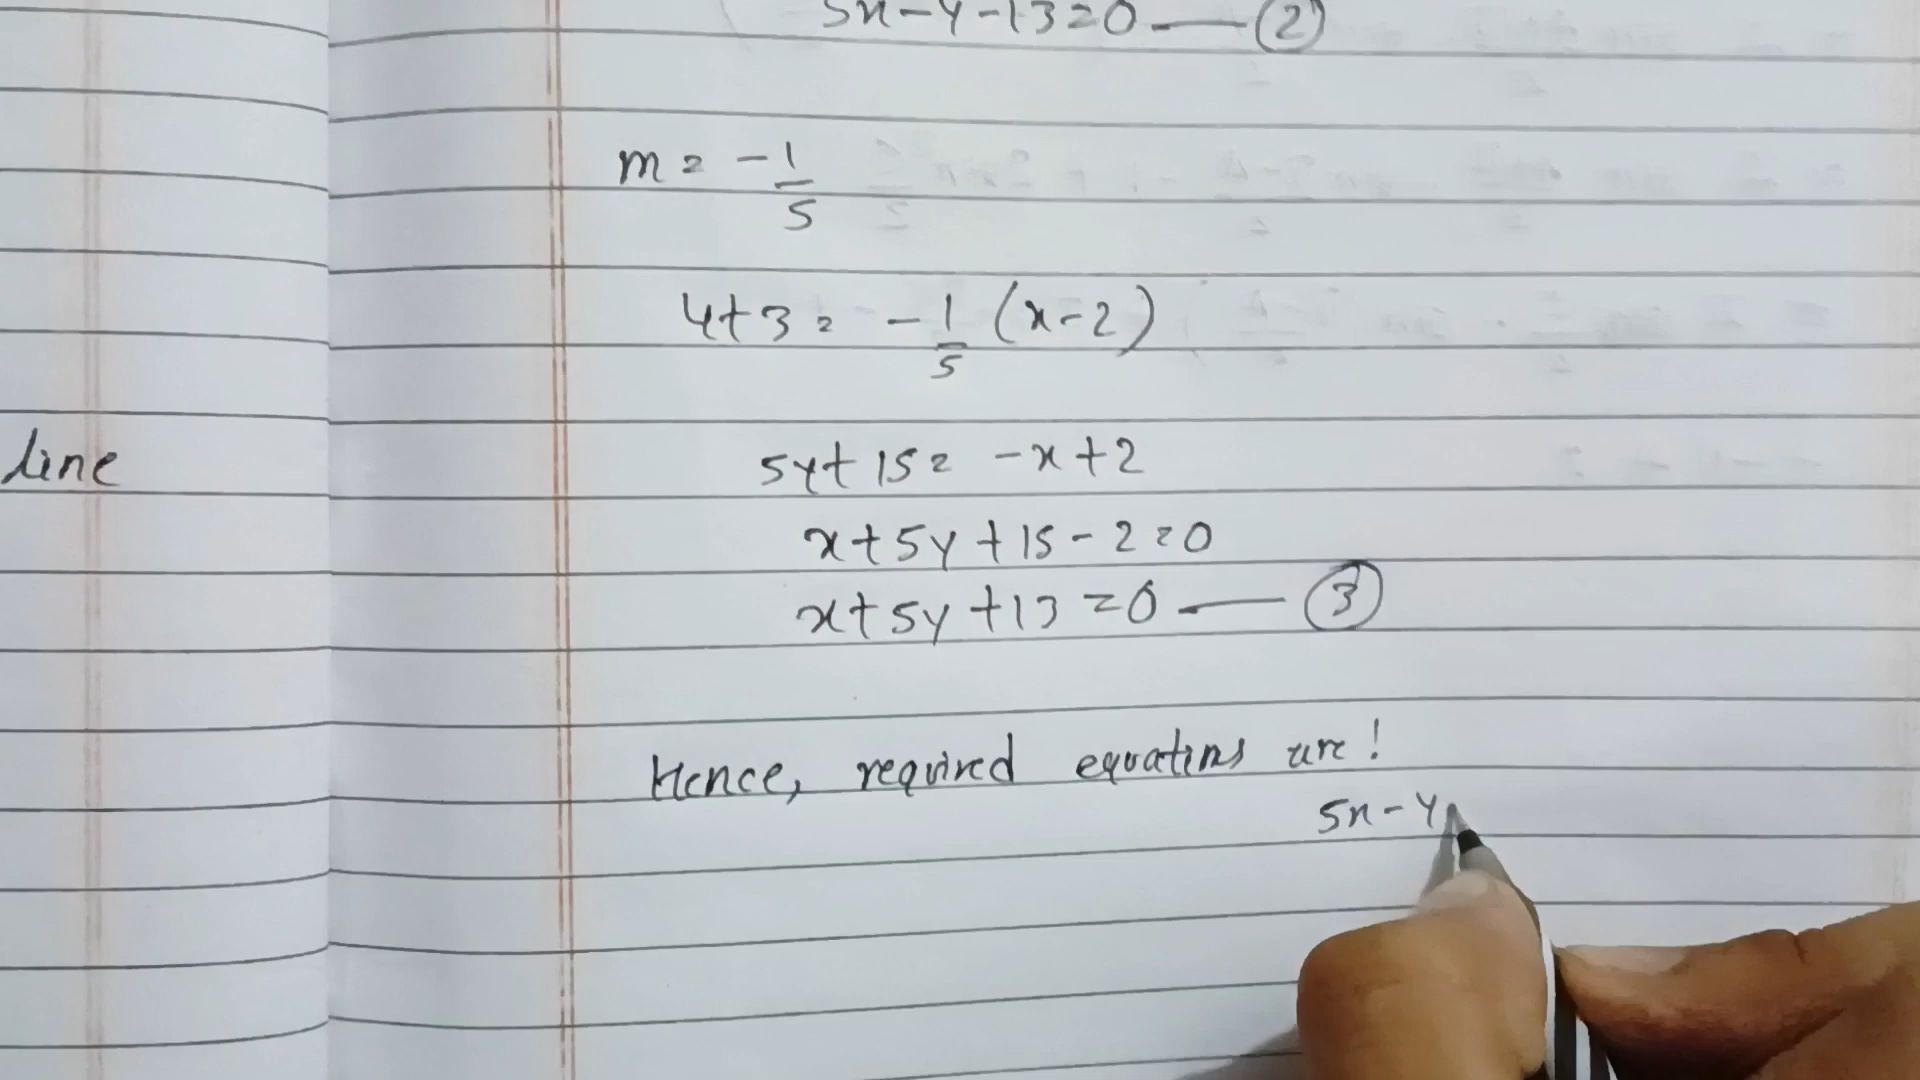 5x-y-13=0 — (2)
m = -1/5
y+3 = -1/5 (x-2)
line
5y+15 = -x+2
x+5y+15-2=0
x+5y+13=0 — (3)
Hence, required equatins are!
5x-y